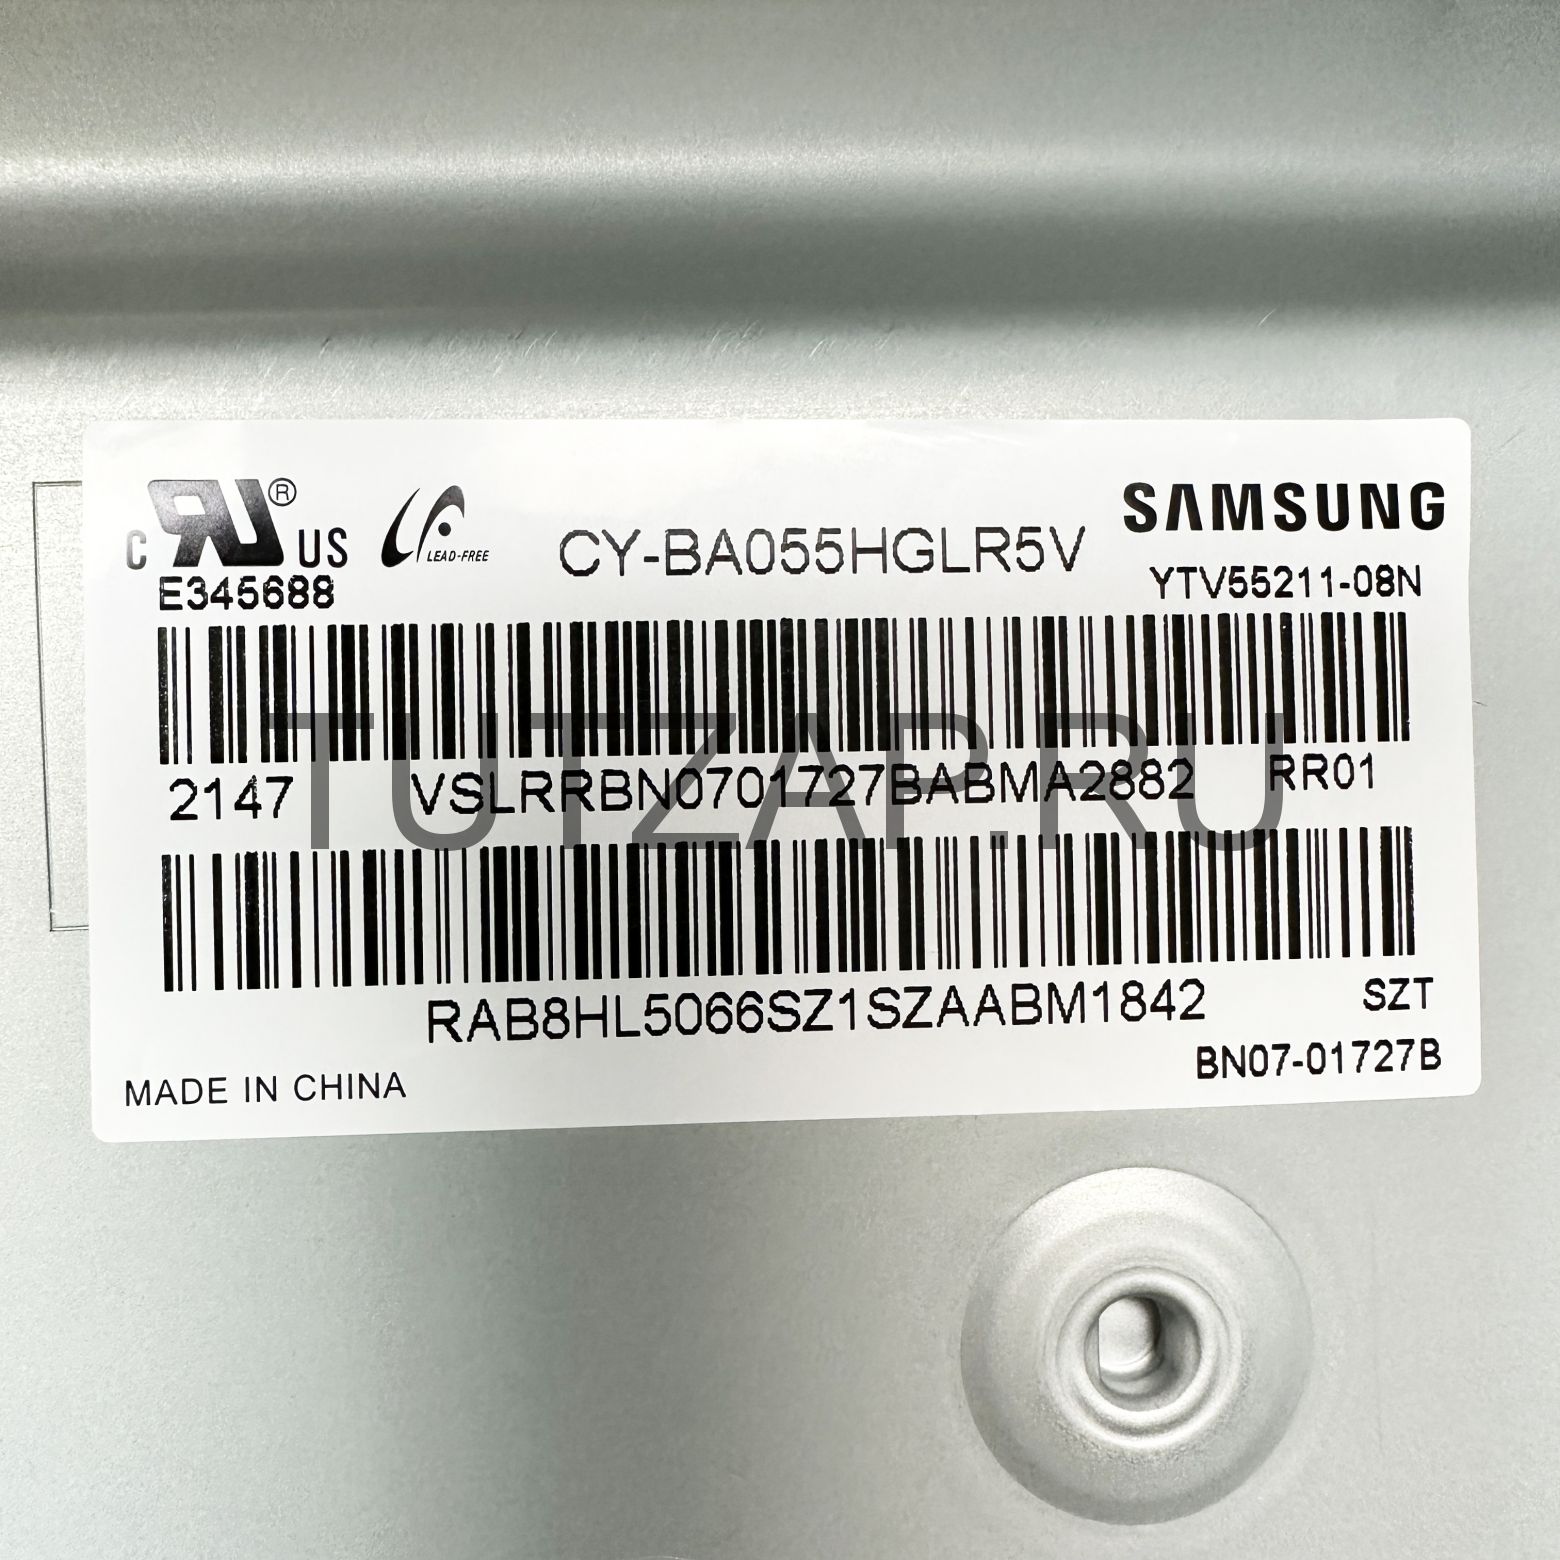 C UR® US
E345688
LEAD-FREE
CY-BA055HGLR5V
SAMSUNG
YTV55211-08N
TUTZAP.RU
2147 VSLRRBN0701727BABMA2882 RR01
RAB8HL5066SZ1SZAABM1842
SZT
BN07-01727B
MADE IN CHINA